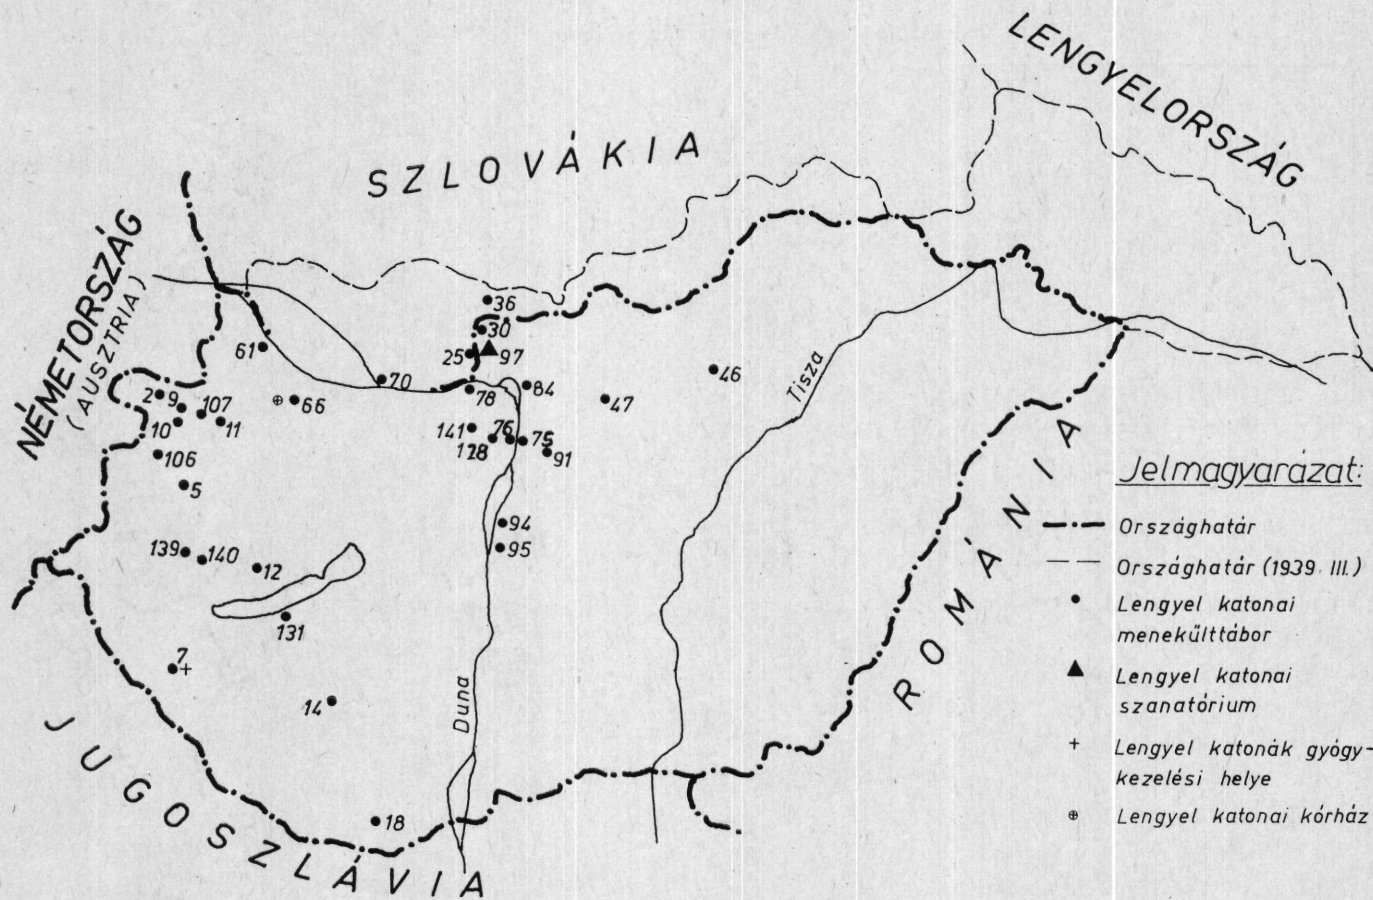 LENGYELORSZÁG
SZLOVÁKIA
NÉMETORSZÁG
(AUSZTRIA)
36
30
25
97
61
70
78
84
46
47
66
2
9
107
10
11
141
76
75
128
91
106
5
94
95
139
140
12
131
7
14
18
Tisza
Duna
ROMÁNIA
JUGOSZLÁVIA
Jelmagyarázat:
Országhatár
Országhatár (1939 III.)
Lengyel katonai
menekülttábor
Lengyel katonai
szanatórium
Lengyel katonák gyógy-
kezelési helye
Lengyel katonai kórház